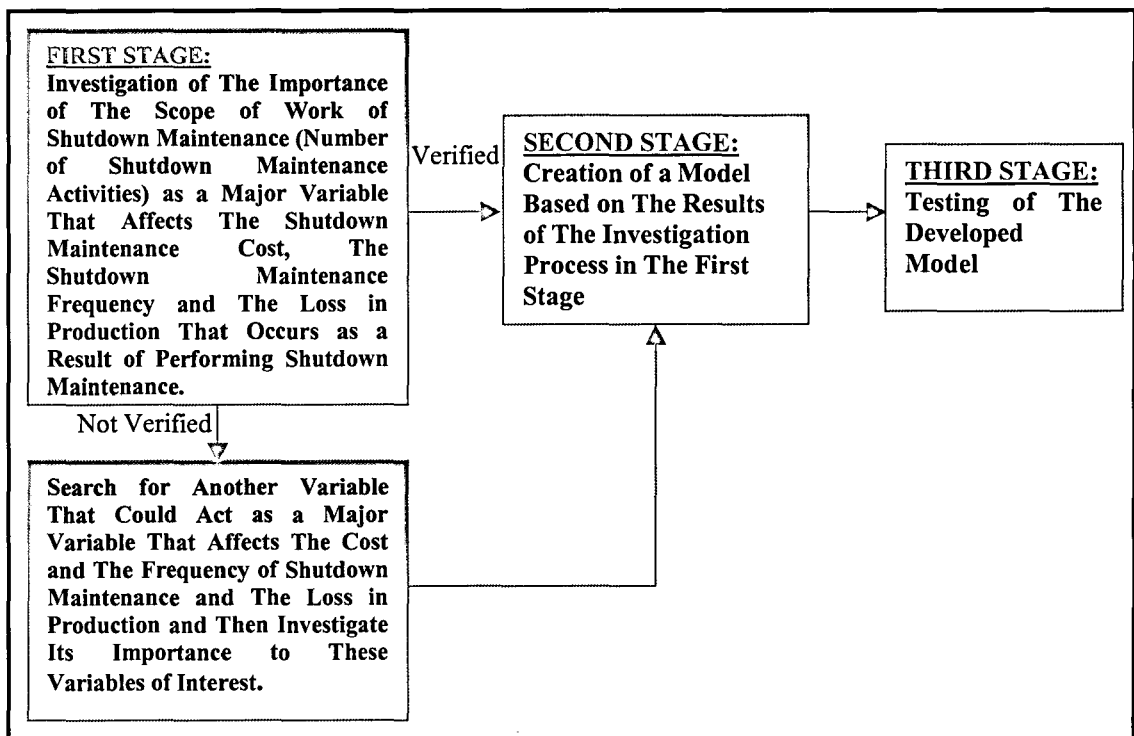 FIRST STAGE:
Investigation of The Importance
of The Scope of Work of
Shutdown Maintenance (Number
of Shutdown Maintenance
Activities) as a Major Variable
That Affects The Shutdown
Maintenance Cost, The
Shutdown Maintenance
Frequency and The Loss in
Production That Occurs as a
Result of Performing Shutdown
Maintenance.
Verified
SECOND STAGE:
Creation of a Model
Based on The Results
of The Investigation
Process in The First
Stage
THIRD STAGE:
Testing of The
Developed
Model
Not Verified
Search for Another Variable
That Could Act as a Major
Variable That Affects The Cost
and The Frequency of Shutdown
Maintenance and The Loss in
Production and Then Investigate
Its Importance to These
Variables of Interest.